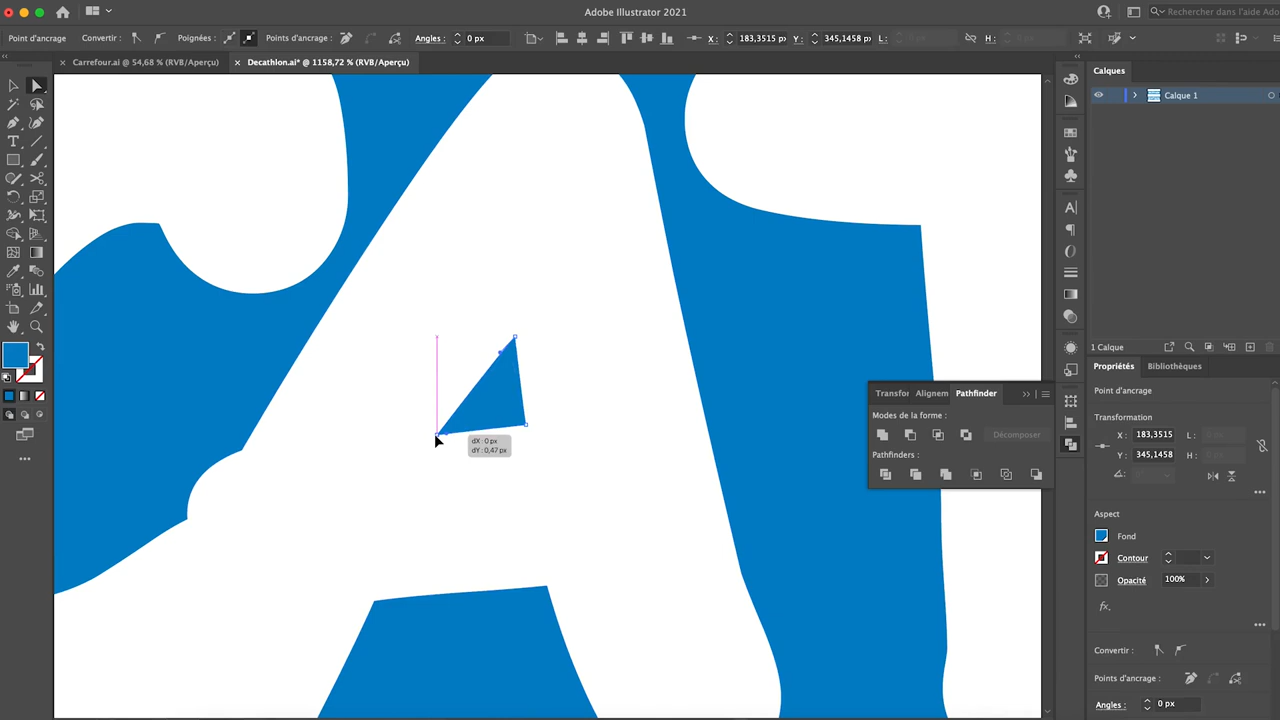 Adobe Illustrator 2021
Rechercher dans l'aide Ado
Point d'ancrage Convertir : Poignées : Points d'ancrage : Angles : 0 px X : 183,3515 px Y : 345,1458 px L : H :
× Carrefour.ai @ 54,68 % (RVB/Aperçu) × Decathlon.ai* @ 1158,72 % (RVB/Aperçu)
Calques
Calque 1
dX : 0 px
dY : 0,47 px
1 Calque
Propriétés Bibliothèques
Point d'ancrage
Transformation
X : 183,3515 L :
Y : 345,1458 H :
Transfor Alignem Pathfinder
Modes de la forme :
Décomposer
Pathfinders :
Aspect
Fond
Contour
Opacité 100%
fx.
Convertir :
Points d'ancrage :
Angles : 0 px